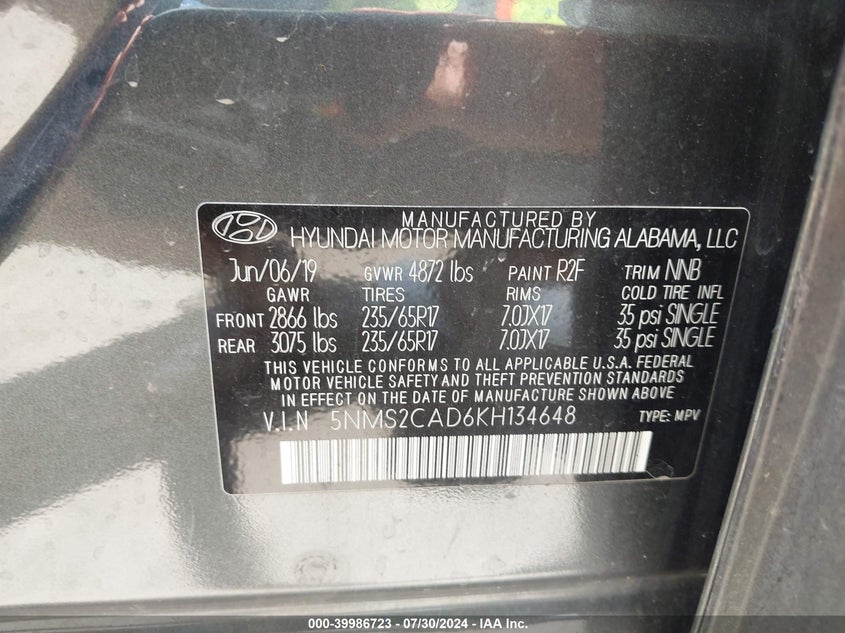 MANUFACTURED BY
HYUNDAI MOTOR MANUFACTURING ALABAMA, LLC
Jun/06/19 GVWR 4872 lbs PAINT R2F TRIM NNB
GAWR TIRES RIMS COLD TIRE INFL
FRONT 2866 lbs 235/65R17 7.0JX17 35 psi SINGLE
REAR 3075 lbs 235/65R17 7.0JX17 35 psi SINGLE
THIS VEHICLE CONFORMS TO ALL APPLICABLE U.S.A. FEDERAL
MOTOR VEHICLE SAFETY AND THEFT PREVENTION STANDARDS
IN EFFECT ON THE DATE OF MANUFACTURE SHOWN ABOVE
V.I.N 5NMS2CAD6KH134648 TYPE: MPV
000-39986723 - 07/30/2024 - IAA Inc.